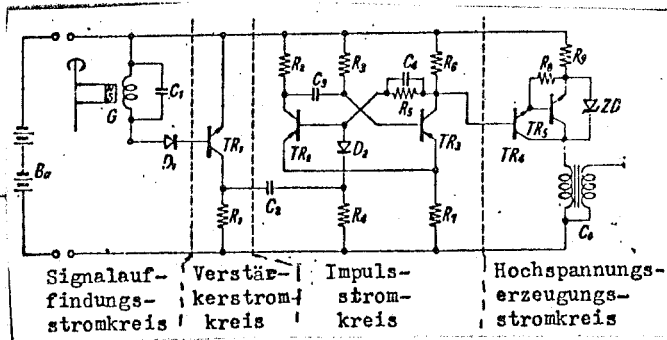 R₂
R₃
C₄
R₆
R₉
C₁
C₃
R₈
S
G
R₅
ZD
D₁
TR₁
TR₂
D₂
TR₃
TR₅
TR₄
Ba
C₂
R₁
R₄
R₇
C₆
Signalauf-
findungs-
stromkreis
Verstär-
kerstrom-
kreis
Impuls-
strom-
kreis
Hochspannungs-
erzeugungs-
stromkreis